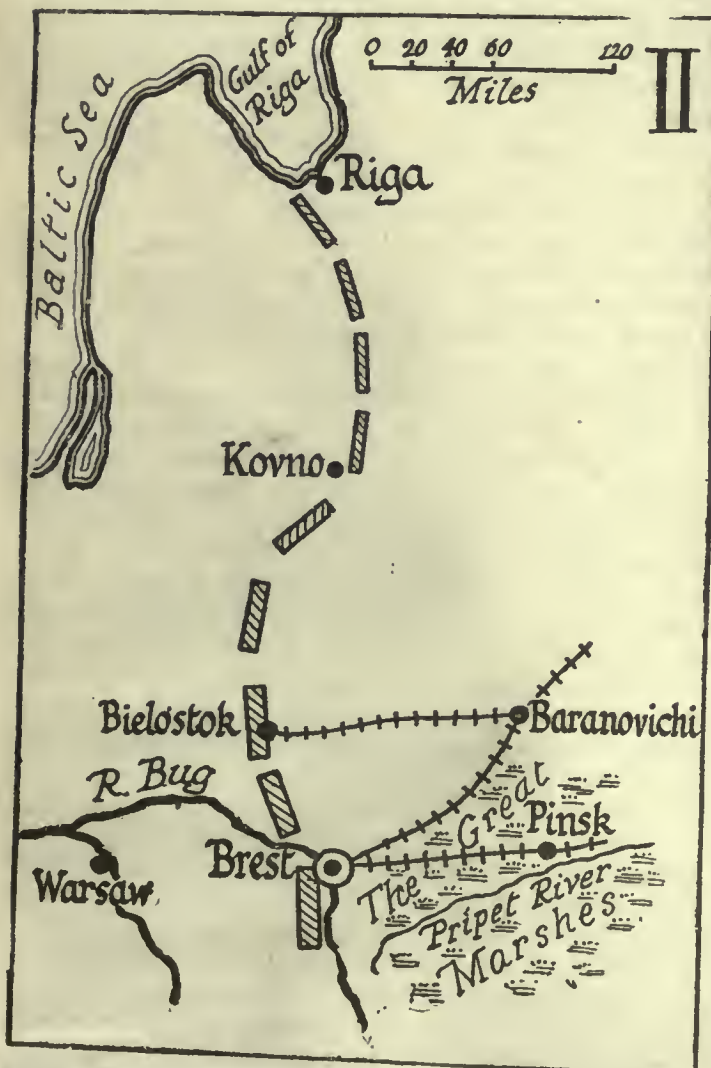 0 20 40 60 120
Miles
II
Gulf of
Riga
Baltic Sea
Riga
Kovno
Bielostok
Baranovichi
R. Bug
The Great
Pinsk
Brest
Warsaw
Pripet River
Marshes